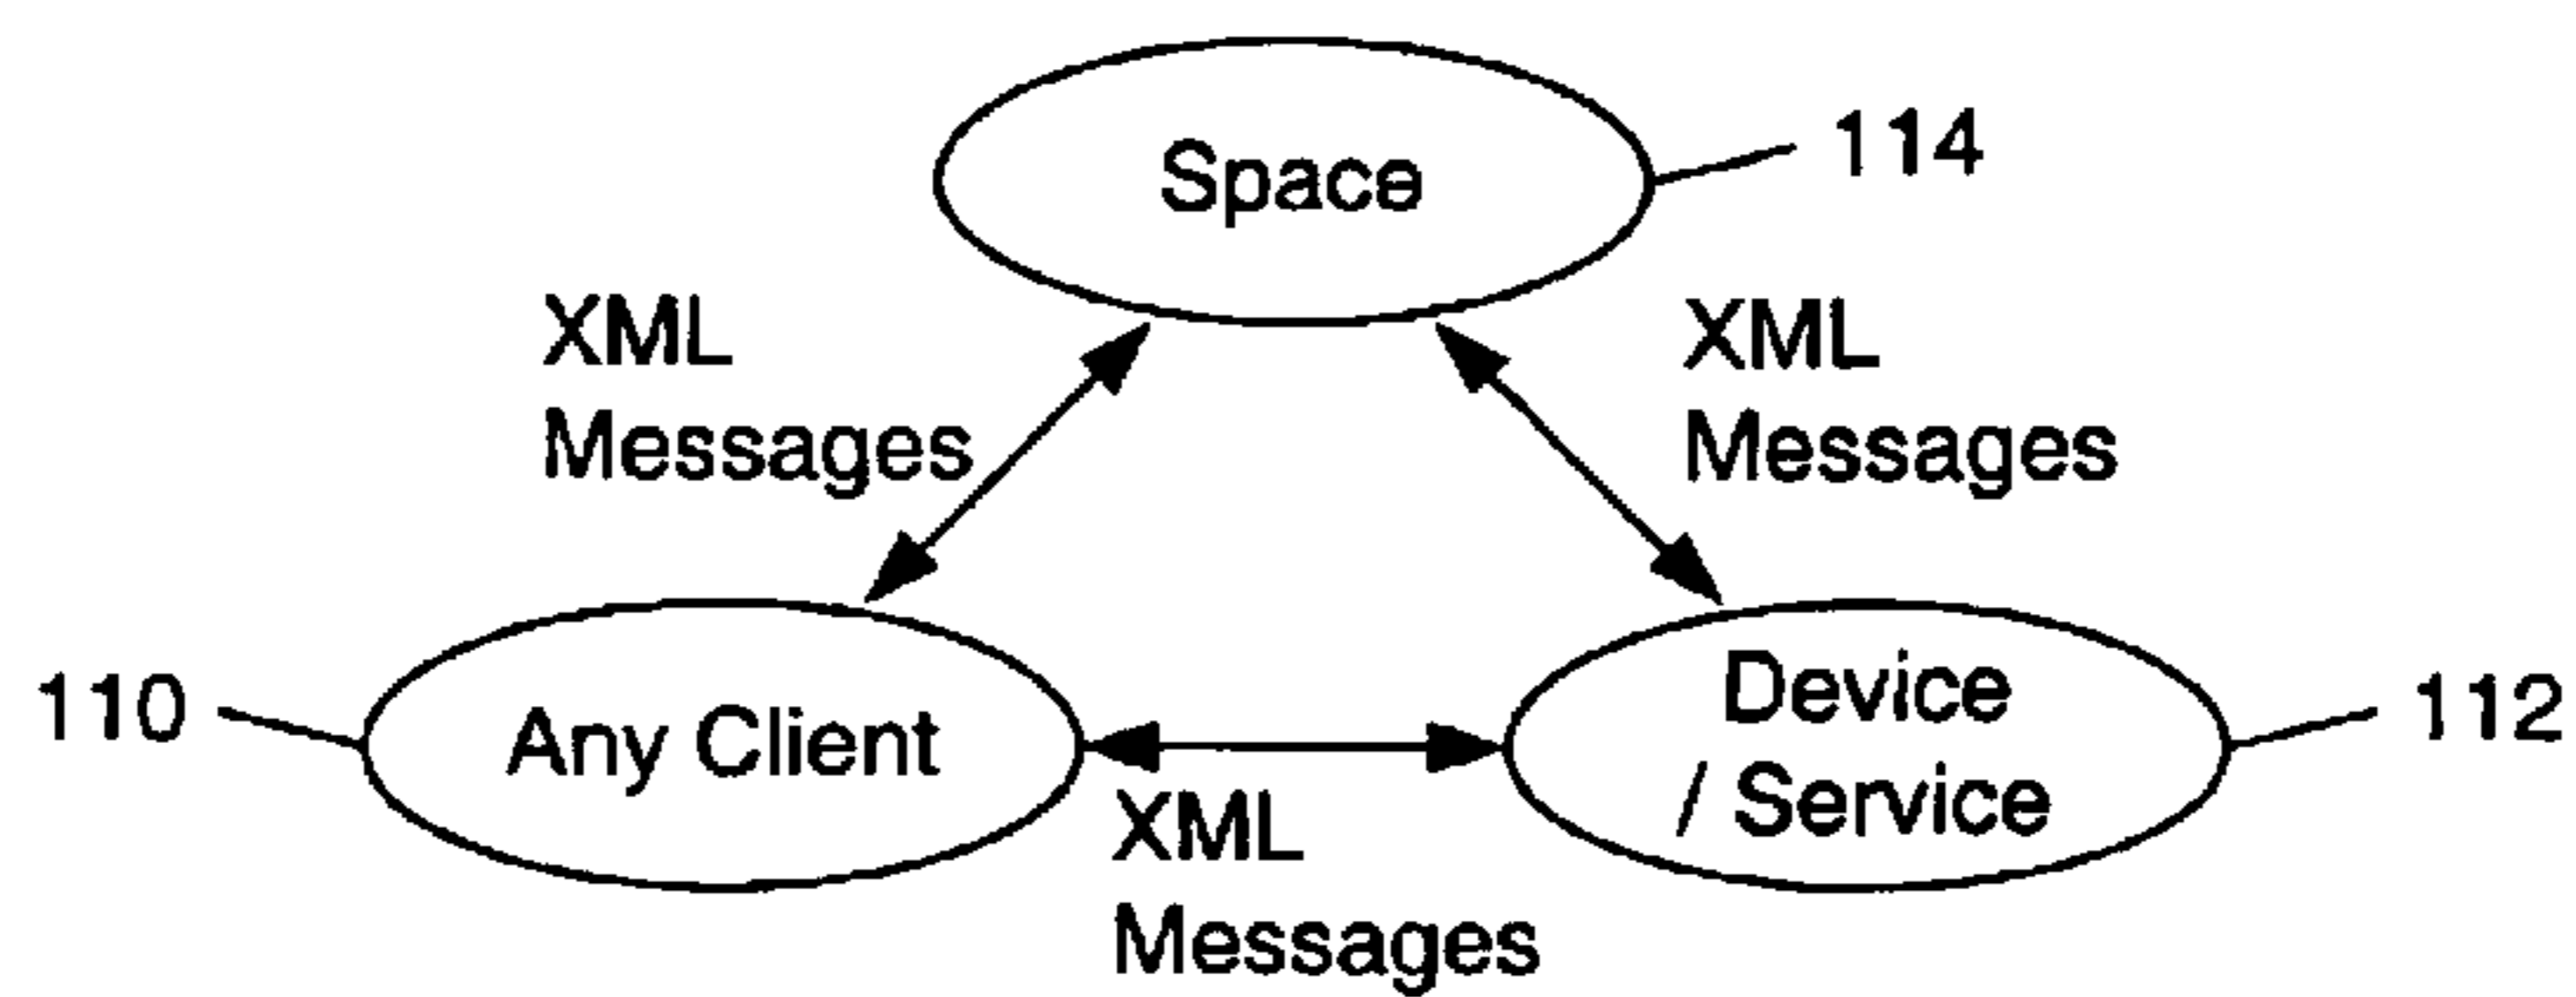 Space
114
XML
Messages
XML
Messages
110
Any Client
Device
/ Service
112
XML
Messages